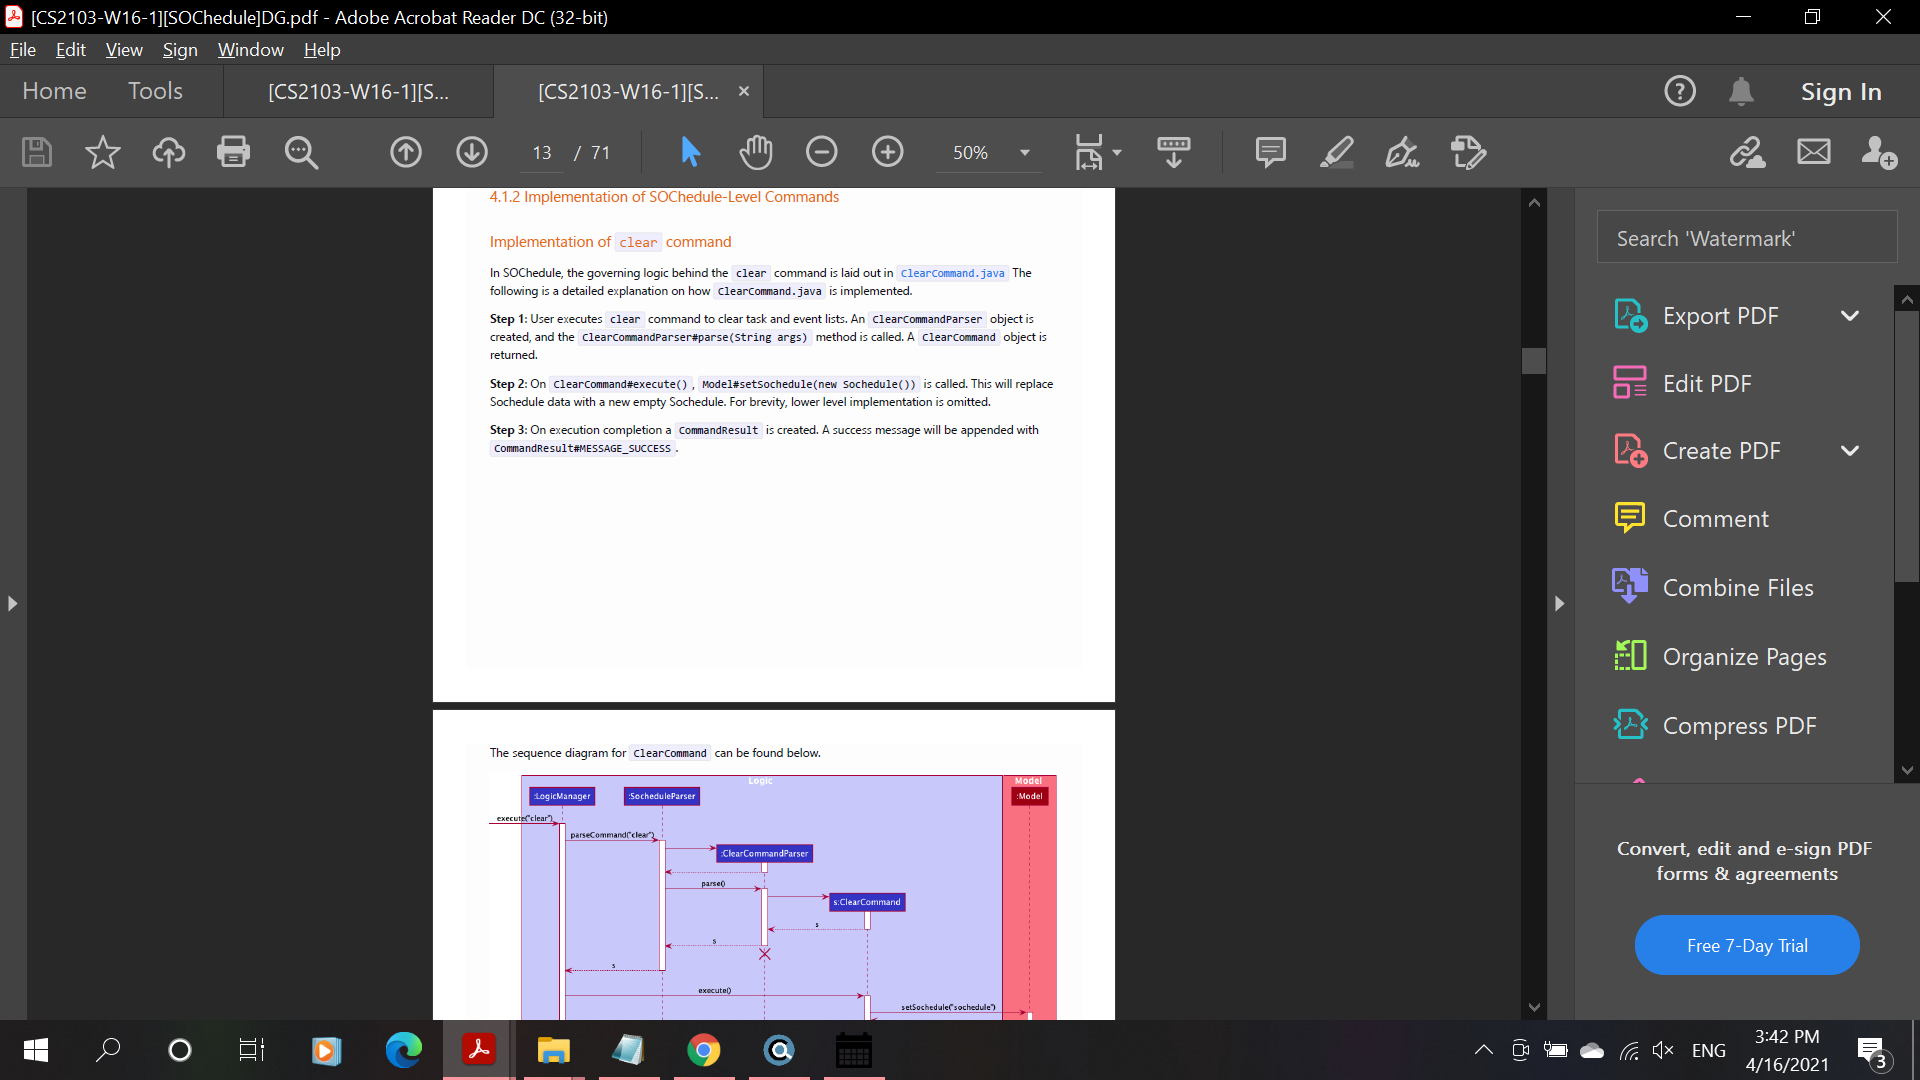 [CS2103-W16-1][SOChedule]DG.pdf - Adobe Acrobat Reader DC (32-bit)
File Edit View Sign Window Help
Home Tools [CS2103-W16-1][S... [CS2103-W16-1][S... × Sign In
13 / 71 50%
4.1.2 Implementation of SOChedule-Level Commands
Implementation of clear command
In SOChedule, the governing logic behind the clear command is laid out in ClearCommand.java The
following is a detailed explanation on how ClearCommand.java is implemented.
Step 1: User executes clear command to clear task and event lists. An ClearCommandParser object is
created, and the ClearCommandParser#parse(String args) method is called. A ClearCommand object is
returned.
Step 2: On ClearCommand#execute() , Model#setSochedule(new Sochedule()) is called. This will replace
Sochedule data with a new empty Sochedule. For brevity, lower level implementation is omitted.
Step 3: On execution completion a CommandResult is created. A success message will be appended with
CommandResult#MESSAGE_SUCCESS .
The sequence diagram for ClearCommand can be found below.
Logic
Model
:LogicManager
:SocheduleParser
:Model
execute("clear")
parseCommand("clear")
:ClearCommandParser
parse()
s:ClearCommand
s
s
s
execute()
setSochedule("sochedule")
Search 'Watermark'
Export PDF
Edit PDF
Create PDF
Comment
Combine Files
Organize Pages
Compress PDF
Convert, edit and e-sign PDF
forms & agreements
Free 7-Day Trial
ENG
3:42 PM
4/16/2021
3